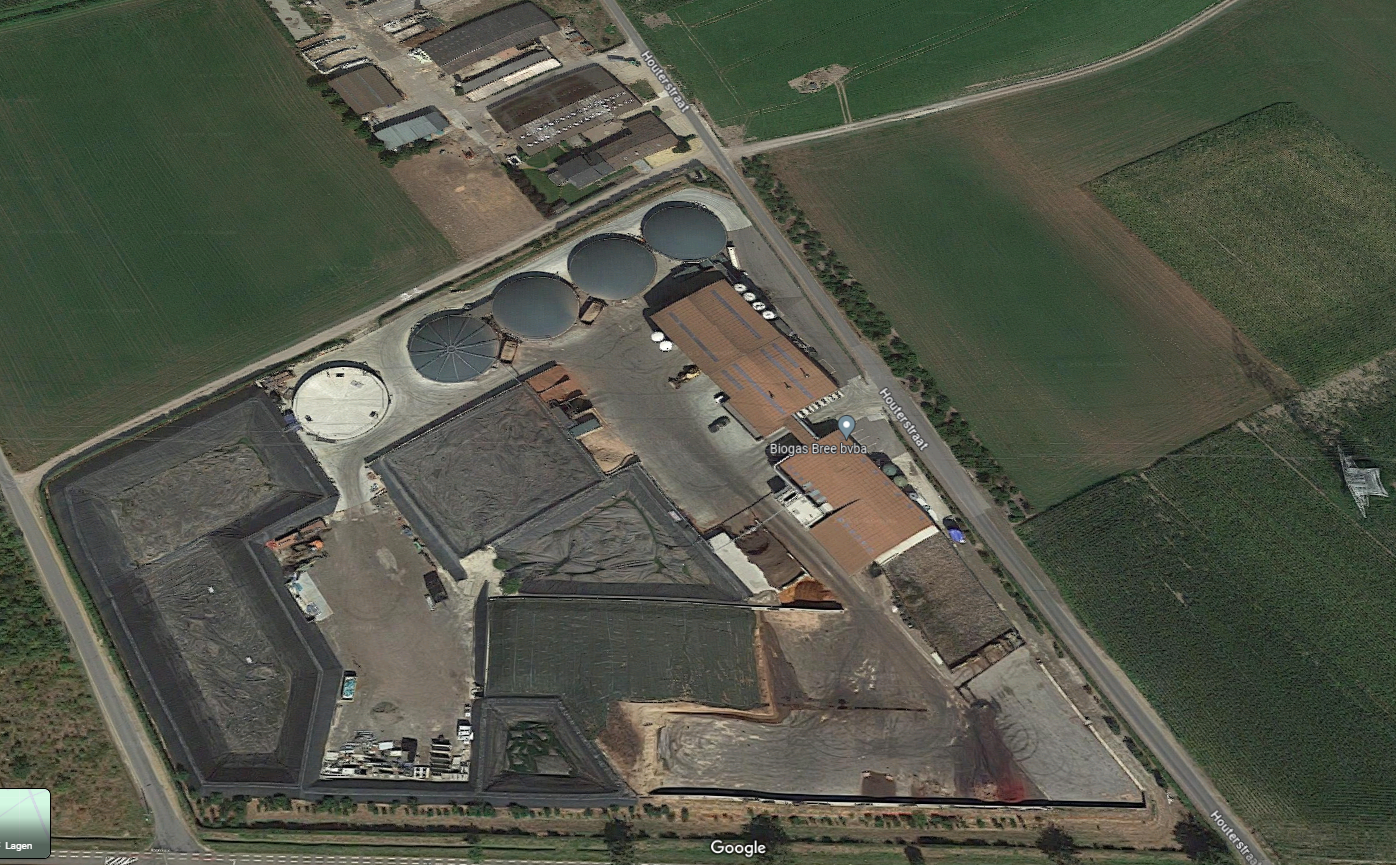 Houterstraat
Houterstraat
Biogas Bree bvba
Houterstraat
Lagen
Google